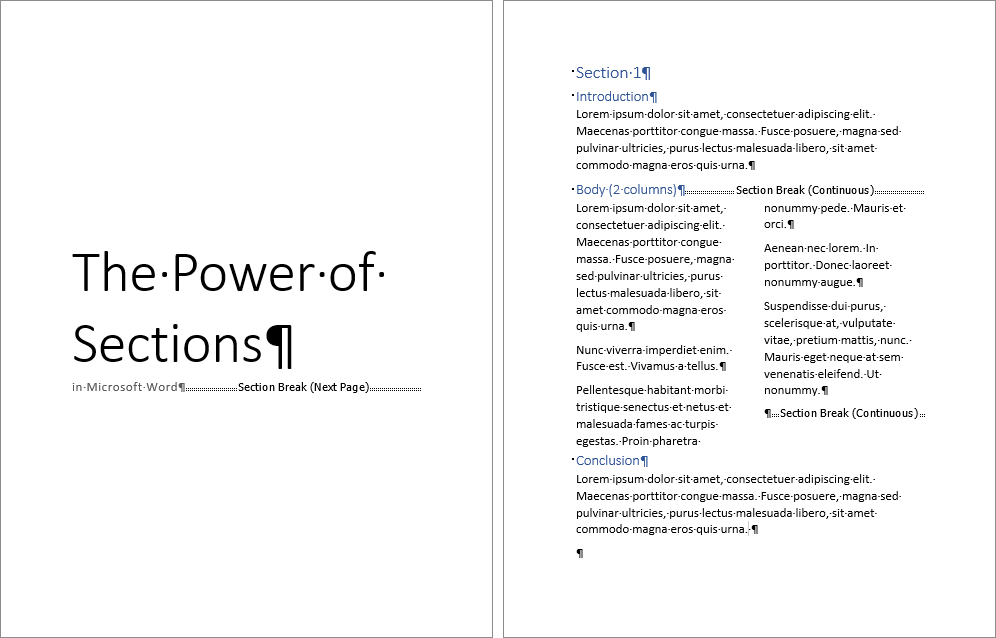 The·Power·of·
Sections¶
in·Microsoft·Word¶Section Break (Next Page)
Section·1¶
Introduction¶
Lorem·ipsum·dolor·sit·amet,·consectetuer·adipiscing·elit.·
Maecenas·porttitor·congue·massa.·Fusce·posuere,·magna·sed·
pulvinar·ultricies,·purus·lectus·malesuada·libero,·sit·amet·
commodo·magna·eros·quis·urna.¶
Body·(2·columns)¶Section Break (Continuous)
Lorem·ipsum·dolor·sit·amet,·
consectetuer·adipiscing·elit.·
Maecenas·porttitor·congue·
massa.·Fusce·posuere,·magna·
sed·pulvinar·ultricies,·purus·
lectus·malesuada·libero,·sit·
amet·commodo·magna·eros·
quis·urna.¶
Nunc·viverra·imperdiet·enim.·
Fusce·est.·Vivamus·a·tellus.¶
Pellentesque·habitant·morbi·
tristique·senectus·et·netus·et·
malesuada·fames·ac·turpis·
egestas.·Proin·pharetra·
nonummy·pede.·Mauris·et·
orci.¶
Aenean·nec·lorem.·In·
porttitor.·Donec·laoreet·
nonummy·augue.¶
Suspendisse·dui·purus,·
scelerisque·at,·vulputate·
vitae,·pretium·mattis,·nunc.·
Mauris·eget·neque·at·sem·
venenatis·eleifend.·Ut·
nonummy.¶
¶Section Break (Continuous)
Conclusion¶
Lorem·ipsum·dolor·sit·amet,·consectetuer·adipiscing·elit.·
Maecenas·porttitor·congue·massa.·Fusce·posuere,·magna·sed·
pulvinar·ultricies,·purus·lectus·malesuada·libero,·sit·amet·
commodo·magna·eros·quis·urna.·¶
¶